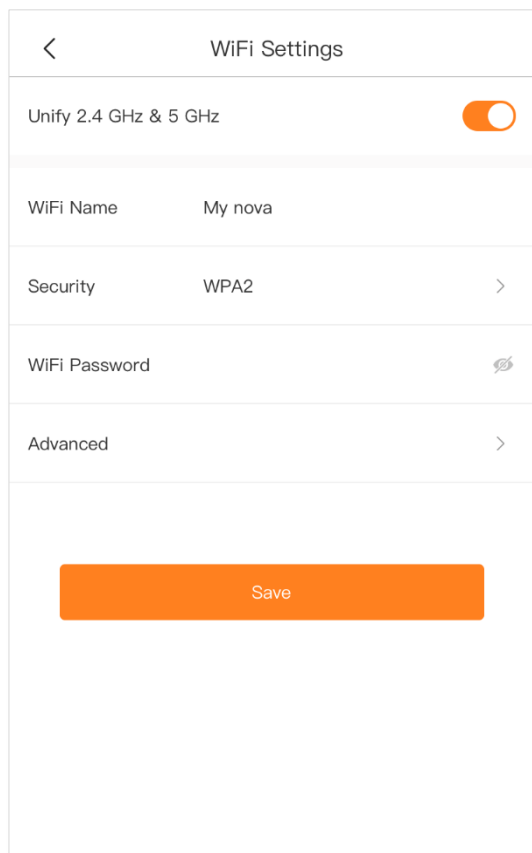 WiFi Settings
Unify 2.4 GHz & 5 GHz
WiFi Name My nova
Security WPA2
WiFi Password
Advanced
Save